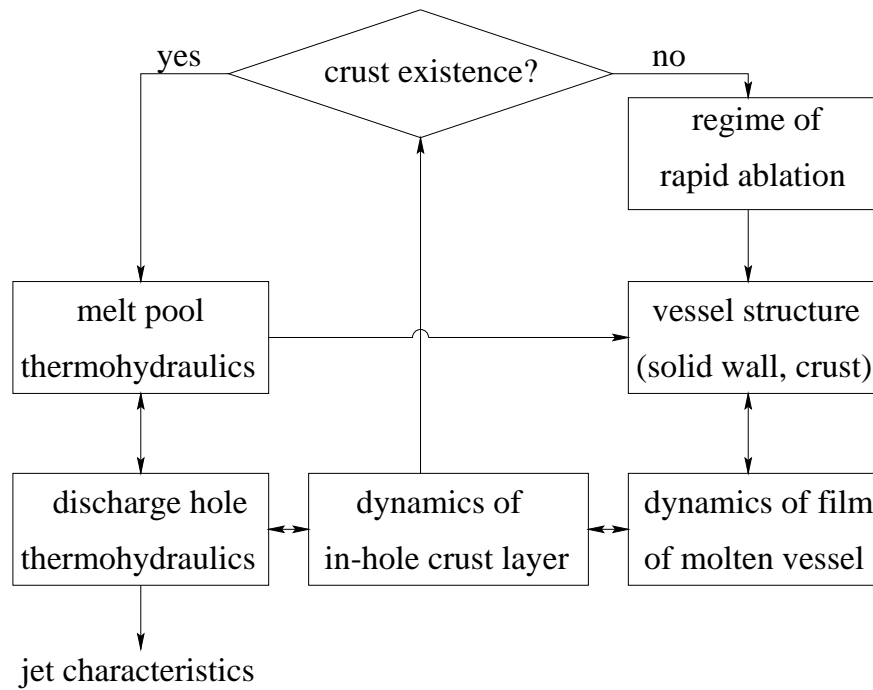 yes
crust existence?
no
regime of
rapid ablation
melt pool
thermohydraulics
vessel structure
(solid wall, crust)
discharge hole
thermohydraulics
dynamics of
in-hole crust layer
dynamics of film
of molten vessel
jet characteristics